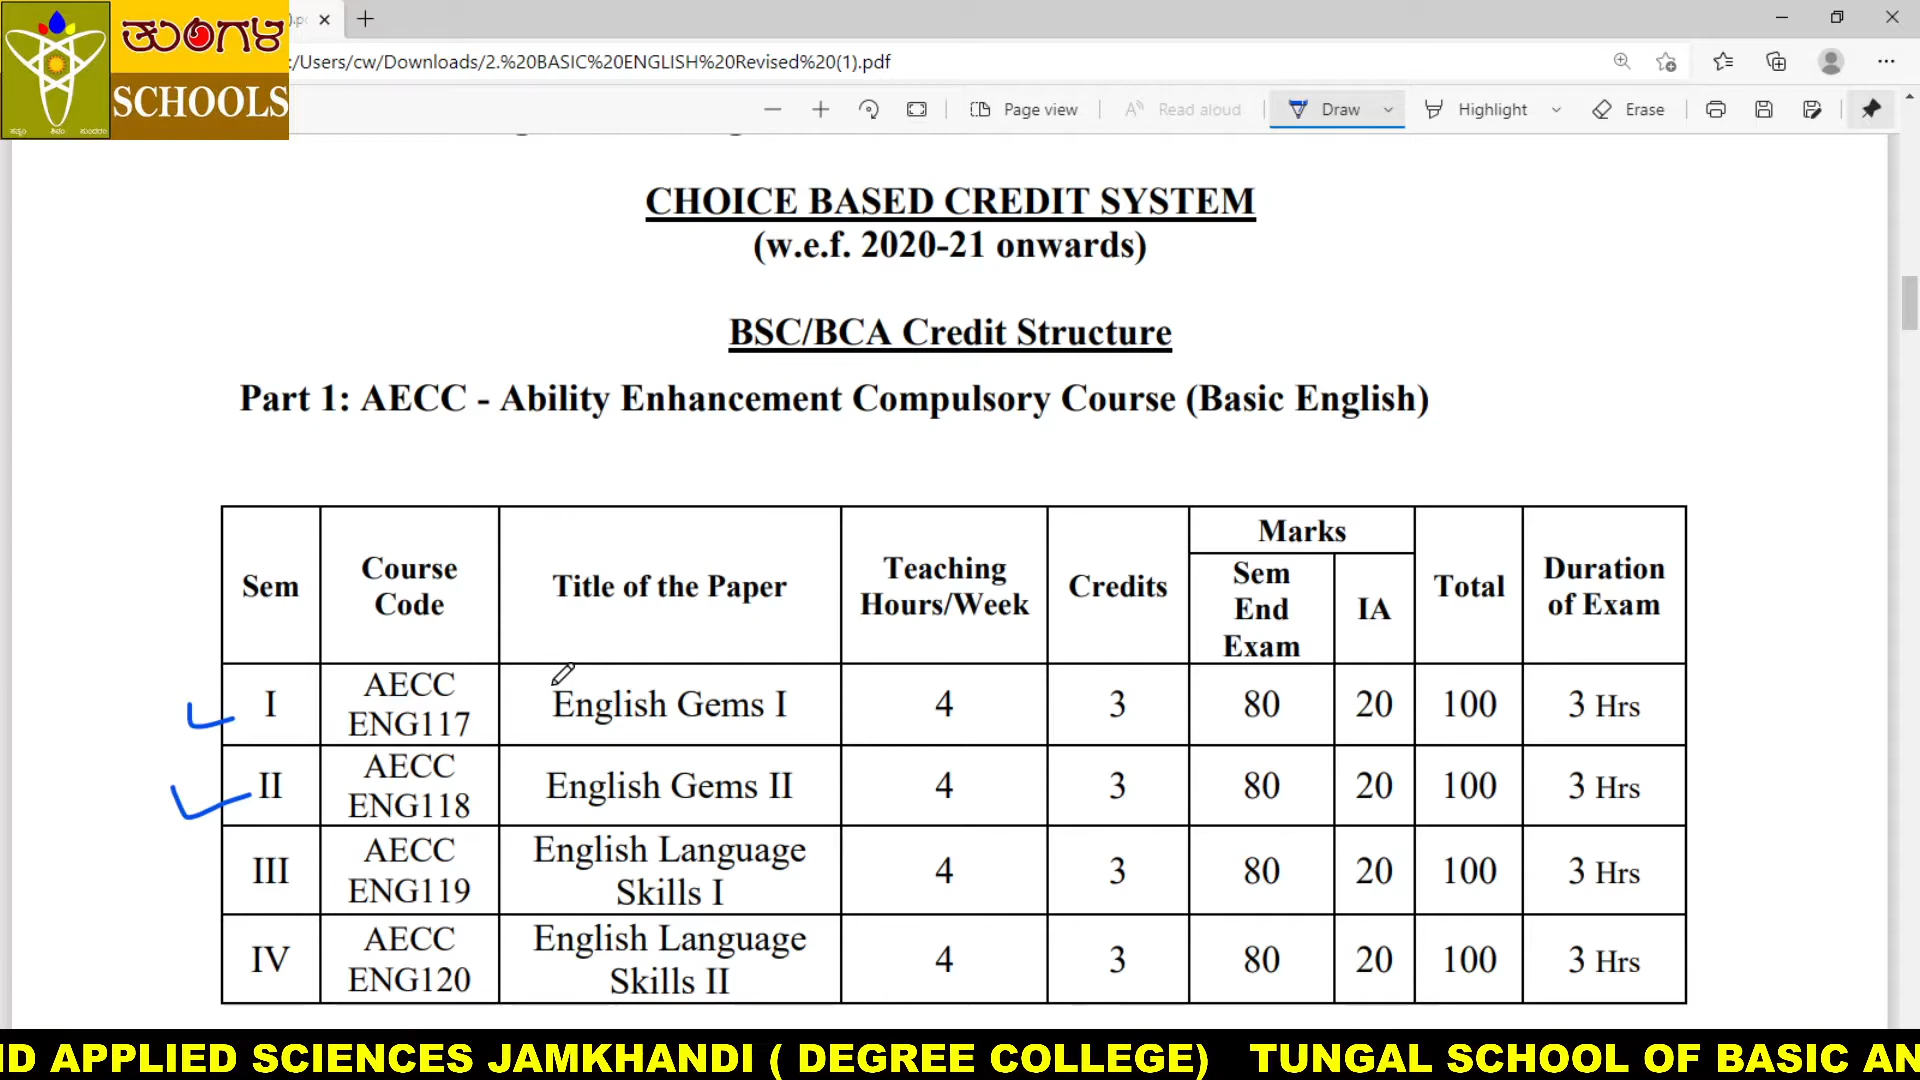 ತುಂಗಳ
SCHOOLS
ಸತ್ಯಂ ಶಿವಂ ಸುಂದರಂ
:/Users/cw/Downloads/2.%20BASIC%20ENGLISH%20Revised%20(1).pdf
Page view
Read aloud
Draw
Highlight
Erase
CHOICE BASED CREDIT SYSTEM
(w.e.f. 2020-21 onwards)
BSC/BCA Credit Structure
Part 1: AECC - Ability Enhancement Compulsory Course (Basic English)
Sem Course Code Title of the Paper Teaching Hours/Week Credits Marks Sem End Exam IA Total Duration of Exam
I AECC ENG117 English Gems I 4 3 80 20 100 3 Hrs
II AECC ENG118 English Gems II 4 3 80 20 100 3 Hrs
III AECC ENG119 English Language Skills I 4 3 80 20 100 3 Hrs
IV AECC ENG120 English Language Skills II 4 3 80 20 100 3 Hrs
ND APPLIED SCIENCES JAMKHANDI ( DEGREE COLLEGE) TUNGAL SCHOOL OF BASIC AN